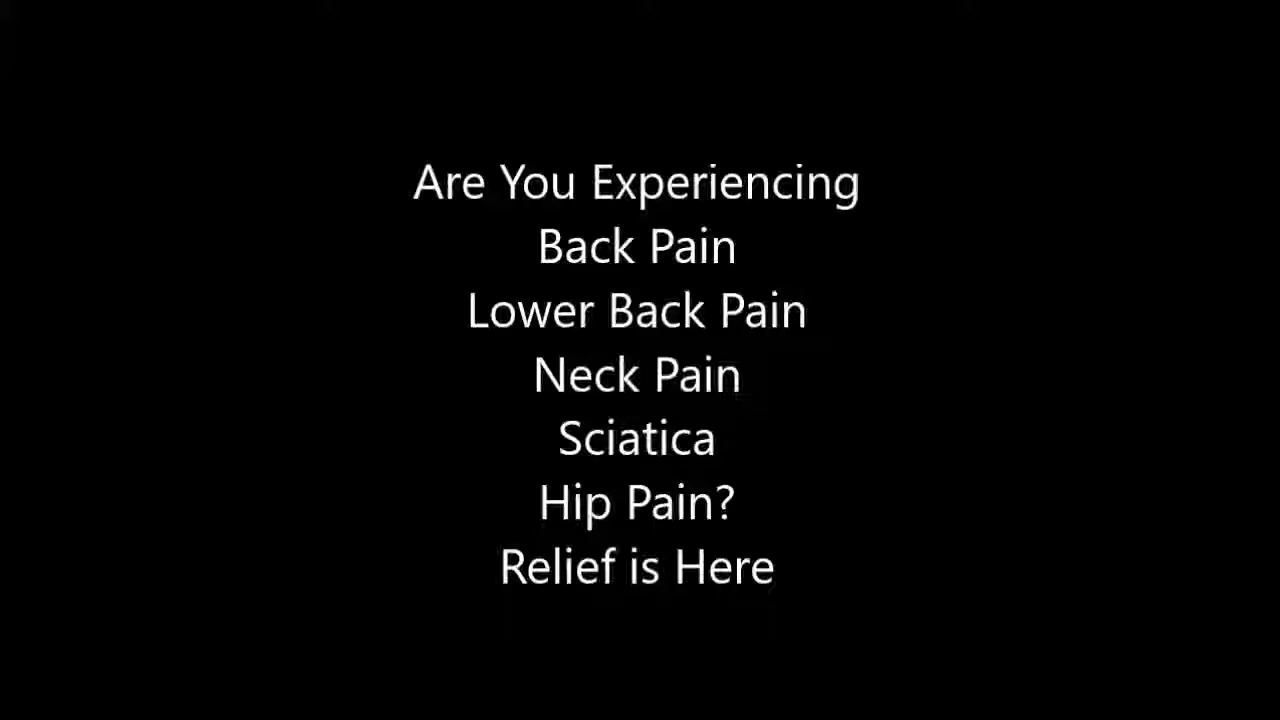 Are You Experiencing
Back Pain
Lower Back Pain
Neck Pain
Sciatica
Hip Pain?
Relief is Here